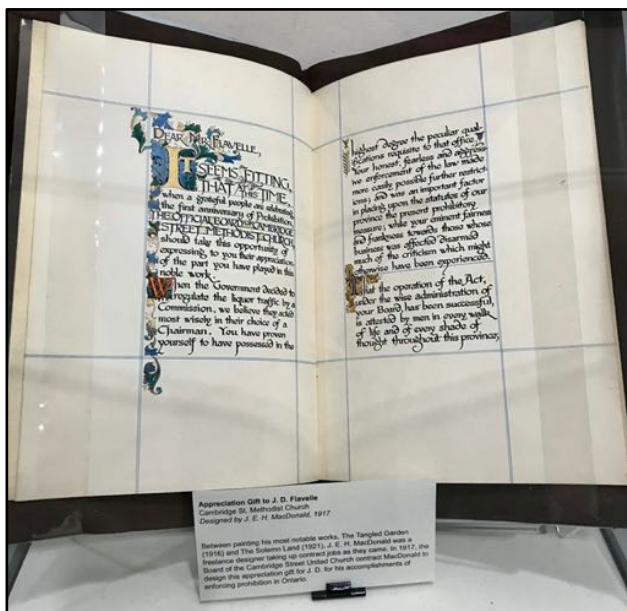 DEAR MR. FLAVELLE,
IT
SEEMS FITTING,
THAT AT THIS TIME
when a grateful people are celebrating
the first anniversary of Prohibition,
THE OFFICIAL BOARD OF CAMBRIDGE
STREET METHODIST CHURCH,
should take this opportunity of
expressing to you their appreciation
of the part you have played in this
noble work.
When the Government decided to
regulate the liquor traffic by a
Commission, we believe they acted
most wisely in their choice of a
Chairman. You have proven
yourself to have possessed in the
highest degree the peculiar qual-
ifications requisite to that office.
Your honest, fearless and aggress-
ive enforcement of the law made
more easily possible further restrict-
ions; and was an important factor
in placing upon the statutes of our
province the present prohibitory
measure; while your eminent fairness
and frankness towards those whose
business was affected disarmed
much of the criticism which might
otherwise have been experienced.
That the operation of the Act,
under the wise administration of
your Board, has been successful,
is attested by men in every walk
of life and of every shade of
thought throughout this province,
Appreciation Gift to J. D. Flavelle
Cambridge St. Methodist Church
Designed by J. E. H. MacDonald, 1917
Between painting his most notable works, The Tangled Garden
(1916) and The Solemn Land (1921), J. E. H. MacDonald was a
freelance designer taking up contract jobs as they came. In 1917, the
Board of the Cambridge Street United Church contract MacDonald to
design this appreciation gift for J. D. for his accomplishments of
enforcing prohibition in Ontario.